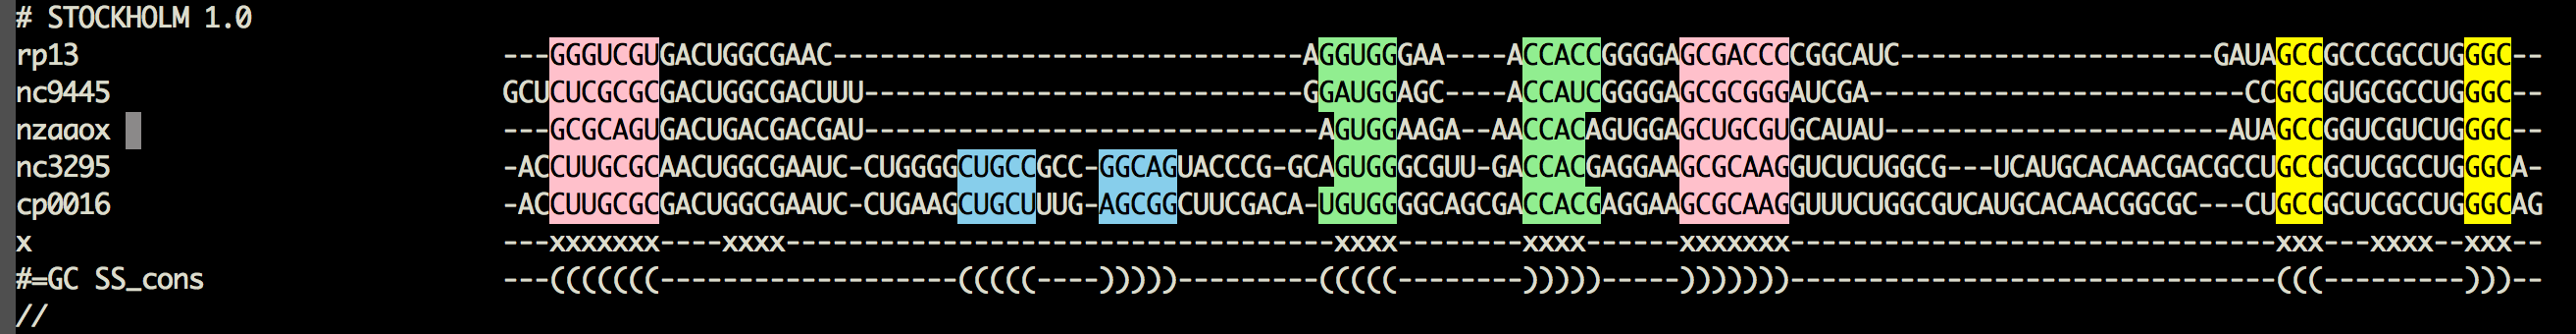 # STOCKHOLM 1.0
rp13 ---GGGUCGUGACUGGCGAAC------------------------------AGGUGGGAA----ACCACCGGGGAGCGACCCCGGCAUC--------------------GAUAGCCGCCCGCCUGGGC--
nc9445 GCUCUCGCGCGACUGGCGACUUU----------------------------GGAUGGAGC----ACCAUCGGGGAGCGCGGGAUCGA------------------------CCGCCGUGCGCCUGGGC--
nzaaox ---GCGCAGUGACUGACGACGAU-----------------------------AGUGGAAGA--AACCACAGUGGAGCUGCGUGCAUAU----------------------AUAGCCGGUCGUCUGGGC--
nc3295 -ACCUUGCGCAACUGGCGAAUC-CUGGGGCUGCCGCC-GGCAGUACCCG-GCAGUGGGCGUU-GACCACGAGGAAGCGCAAGGUCUCUGGCG---UCAUGCACAACGACGCCUGCCGCUCGCCUGGGCA-
cp0016 -ACCUUGCGCGACUGGCGAAUC-CUGAAGCUGCUUUG-AGCGGCUUCGACA-UGUGGGGCAGCGACCACGAGGAAGCGCAAGGUUUCUGGCGUCAUGCACAACGGCGC---CUGCCGCUCGCCUGGGCAG
x ---xxxxxxx----xxxx-----------------------------------xxxx--------xxxx------xxxxxxx-------------------------------xxx---xxxx--xxx--
#=GC SS_cons ---(((((((-------------------(((((----)))))---------(((((--------)))))-----)))))))-------------------------------(((---------)))--
//